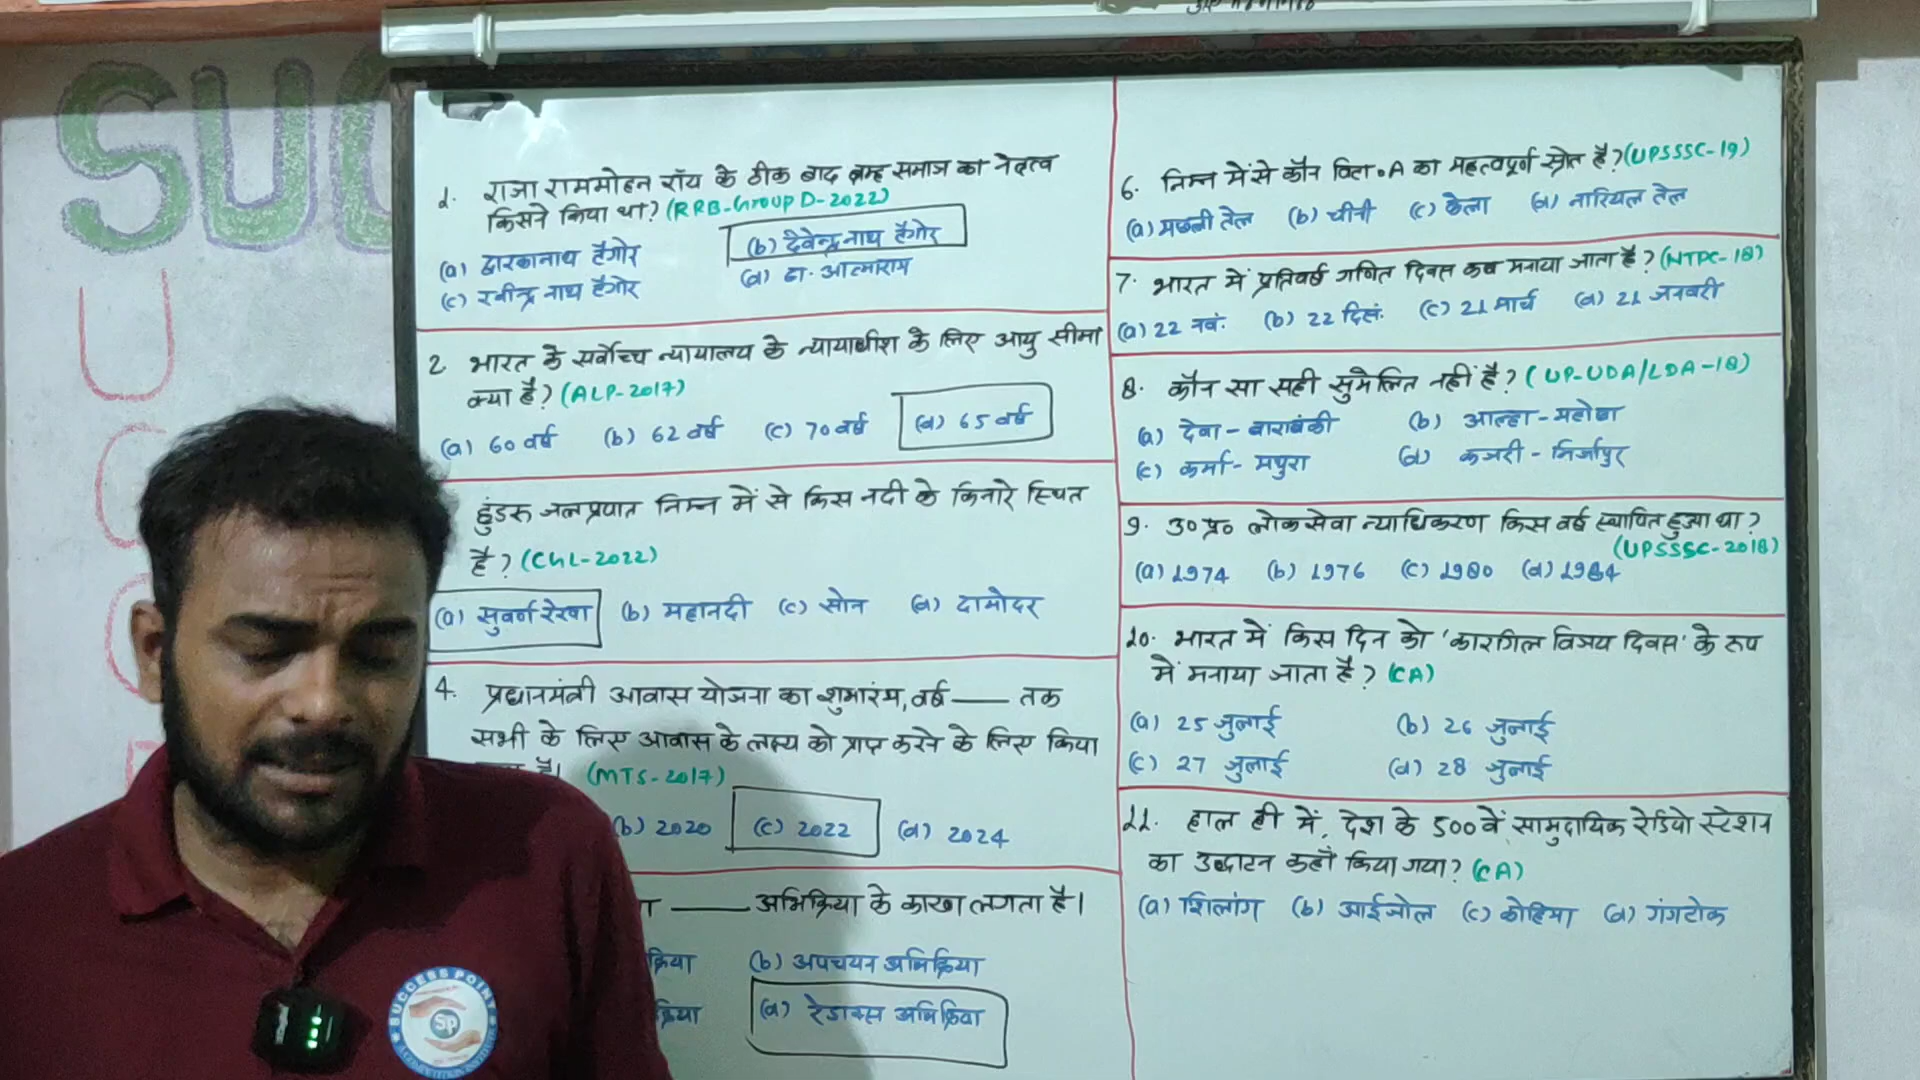 SUC
U
C
1. राजा राममोहन रॉय के ठीक बाद ब्रम्ह समाज का नेतृत्व
किसने किया था? (RRB-Group D-2022)
(a) द्वारकानाथ टैगोर (b) देवेन्द्र नाथ टैगोर
(c) रवीन्द्र नाथ टैगोर (d) डा. आत्माराम
2 भारत के सर्वोच्च न्यायालय के न्यायाधीश के लिए आयु सीमा
क्या है? (ALP-2017)
(a) 60 वर्ष (b) 62 वर्ष (c) 70 वर्ष (d) 65 वर्ष
हुंडरु जलप्रपात निम्न में से किस नदी के किनारे स्थित
है? (CGL-2022)
(a) सुवर्ण रेखा (b) महानदी (c) सोन (d) दामोदर
4. प्रधानमंत्री आवास योजना का शुभारंभ, वर्ष —— तक
सभी के लिए आवास के लक्ष्य को प्राप्त करने के लिए किया
है। (MTS-2017)
(b) 2020 (c) 2022 (d) 2024
—— अभिक्रिया के कारण लगता है।
क्रिया (b) अपचयन अभिक्रिया
क्रिया (d) रेडाक्स अभिक्रिया
6. निम्न में से कौन विटा.A का महत्वपूर्ण स्रोत है? (UPSSSC-19)
(a) मछली तेल (b) चीनी (c) केला (d) नारियल तेल
7. भारत में प्रतिवर्ष गणित दिवस कब मनाया जाता है? (NTPC-18)
(a) 22 नवं. (b) 22 दिसं. (c) 21 मार्च (d) 21 जनवरी
8. कौन सा सही सुमेलित नहीं है? (UP-UDA/LDA-18)
(a) देवा - बाराबंकी (b) आल्हा - महोबा
(c) कर्मा - मथुरा (d) कजरी - मिर्जापुर
9. उ०प्र० लोकसेवा न्याधिकरण किस वर्ष स्थापित हुआ था?
(UPSSSC-2018)
(a) 1974 (b) 1976 (c) 1980 (d) 1984
10. भारत में किस दिन को 'कारगिल विजय दिवस' के रूप
में मनाया जाता है? (CA)
(a) 25 जुलाई (b) 26 जुलाई
(c) 27 जुलाई (d) 28 जुलाई
11. हाल ही में, देश के 500वें सामुदायिक रेडियो स्टेशन
का उद्घाटन कहाँ किया गया? (CA)
(a) शिलांग (b) आईजोल (c) कोहिमा (d) गंगटोक
SUCCESS POINT
SP